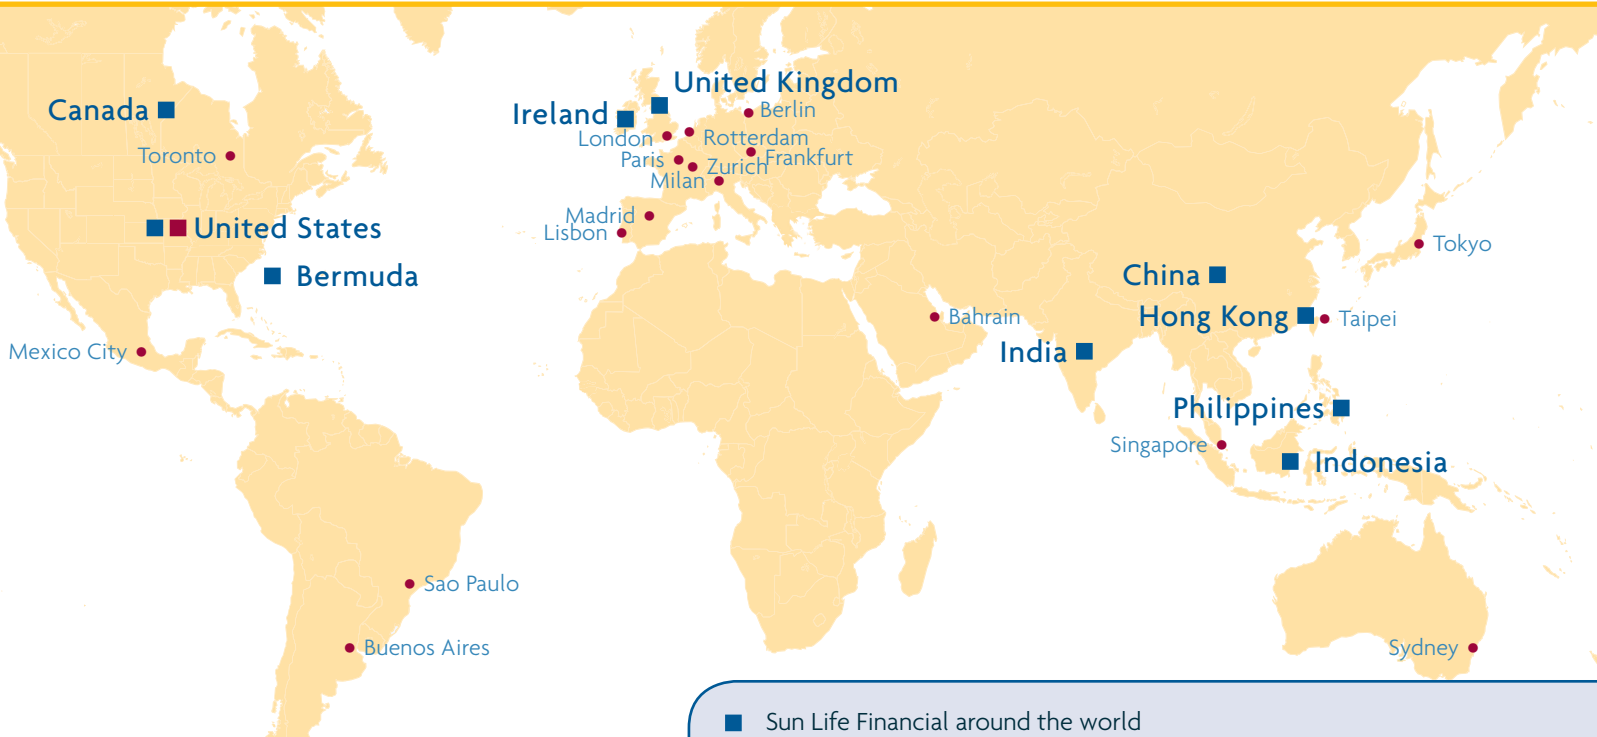 United Kingdom
Canada
Ireland
Berlin
London
Rotterdam
Toronto
Paris
Zurich
Frankfurt
Milan
Madrid
United States
Lisbon
Tokyo
Bermuda
China
Bahrain
Hong Kong
Taipei
Mexico City
India
Philippines
Singapore
Indonesia
Sao Paulo
Buenos Aires
Sydney
Sun Life Financial around the world